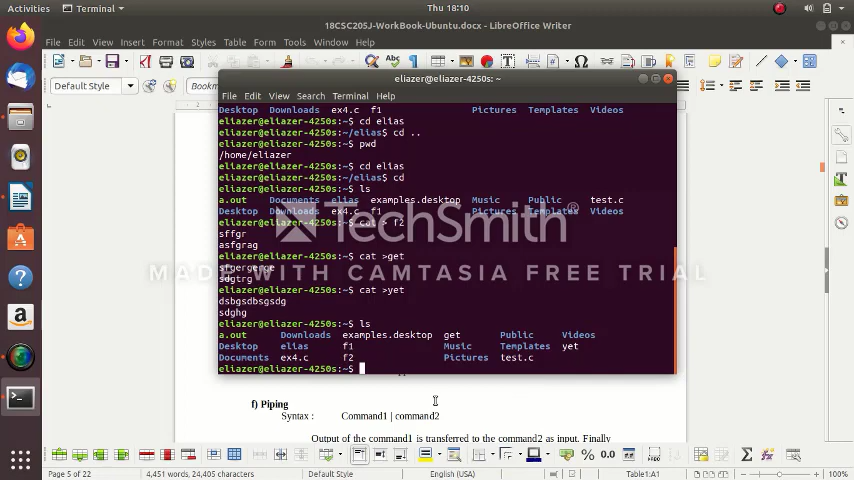 Activities Terminal Thu 18:10
18CSC205J-WorkBook-Ubuntu.docx - LibreOffice Writer
File Edit View Insert Format Styles Table Form Tools Window Help
Default Style
eliazer@eliazer-4250s: ~
File Edit View Search Terminal Help
Desktop Downloads ex4.c f1 Pictures Templates Videos
eliazer@eliazer-4250s:~$ cd elias
eliazer@eliazer-4250s:~/elias$ cd ..
eliazer@eliazer-4250s:~$ pwd
/home/eliazer
eliazer@eliazer-4250s:~$ cd elias
eliazer@eliazer-4250s:~/elias$ cd
eliazer@eliazer-4250s:~$ ls
a.out Documents elias examples.desktop Music Public test.c
Desktop Downloads ex4.c f1 Pictures Templates Videos
eliazer@eliazer-4250s:~$ cat > f2
sffgr
asfgrag
eliazer@eliazer-4250s:~$ cat >get
sfgergerge
sdgtrg
eliazer@eliazer-4250s:~$ cat >yet
dsbgsdbsgsdg
sdghg
eliazer@eliazer-4250s:~$ ls
a.out Downloads examples.desktop get Public Videos
Desktop elias f1 Music Templates yet
Documents ex4.c f2 Pictures test.c
eliazer@eliazer-4250s:~$
TechSmith®
MADE WITH CAMTASIA FREE TRIAL
f) Piping
Syntax : Command1 | command2
Output of the command1 is transferred to the command2 as input. Finally
Page 5 of 22 4,451 words, 24,405 characters Default Style English (USA) Table1:A1 100%